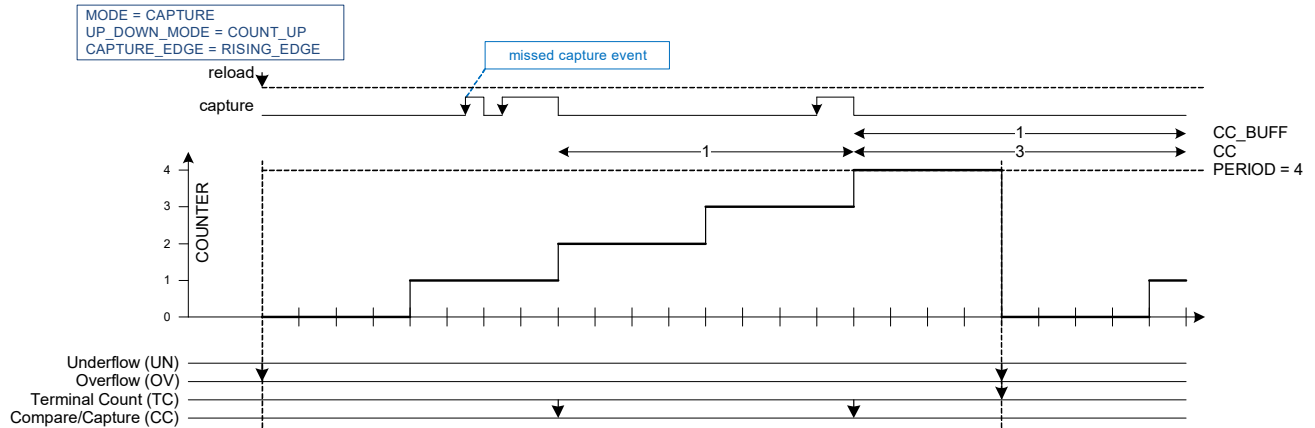 MODE = CAPTURE
UP_DOWN_MODE = COUNT_UP
CAPTURE_EDGE = RISING_EDGE
missed capture event
reload
capture
1 CC_BUFF
1 3 CC
PERIOD = 4
4
3
2
1
0
COUNTER
Underflow (UN)
Overflow (OV)
Terminal Count (TC)
Compare/Capture (CC)